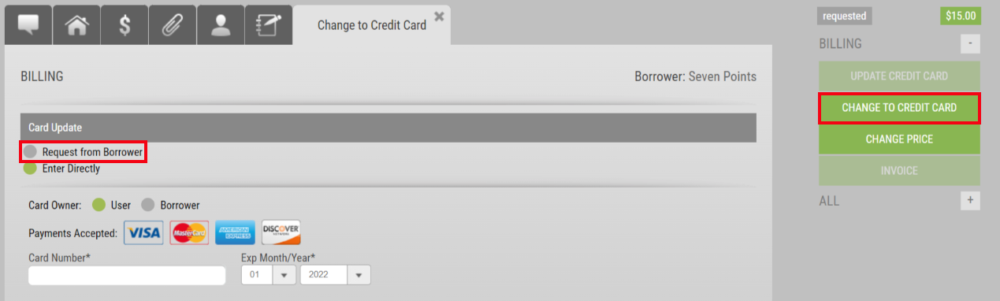 Change to Credit Card
requested $15.00
BILLING -
UPDATE CREDIT CARD
CHANGE TO CREDIT CARD
CHANGE PRICE
INVOICE
ALL +
BILLING Borrower: Seven Points
Card Update
Request from Borrower
Enter Directly
Card Owner: User Borrower
Payments Accepted: VISA MasterCard AMERICAN EXPRESS DISCOVER NETWORK
Card Number* Exp Month/Year*
01 2022